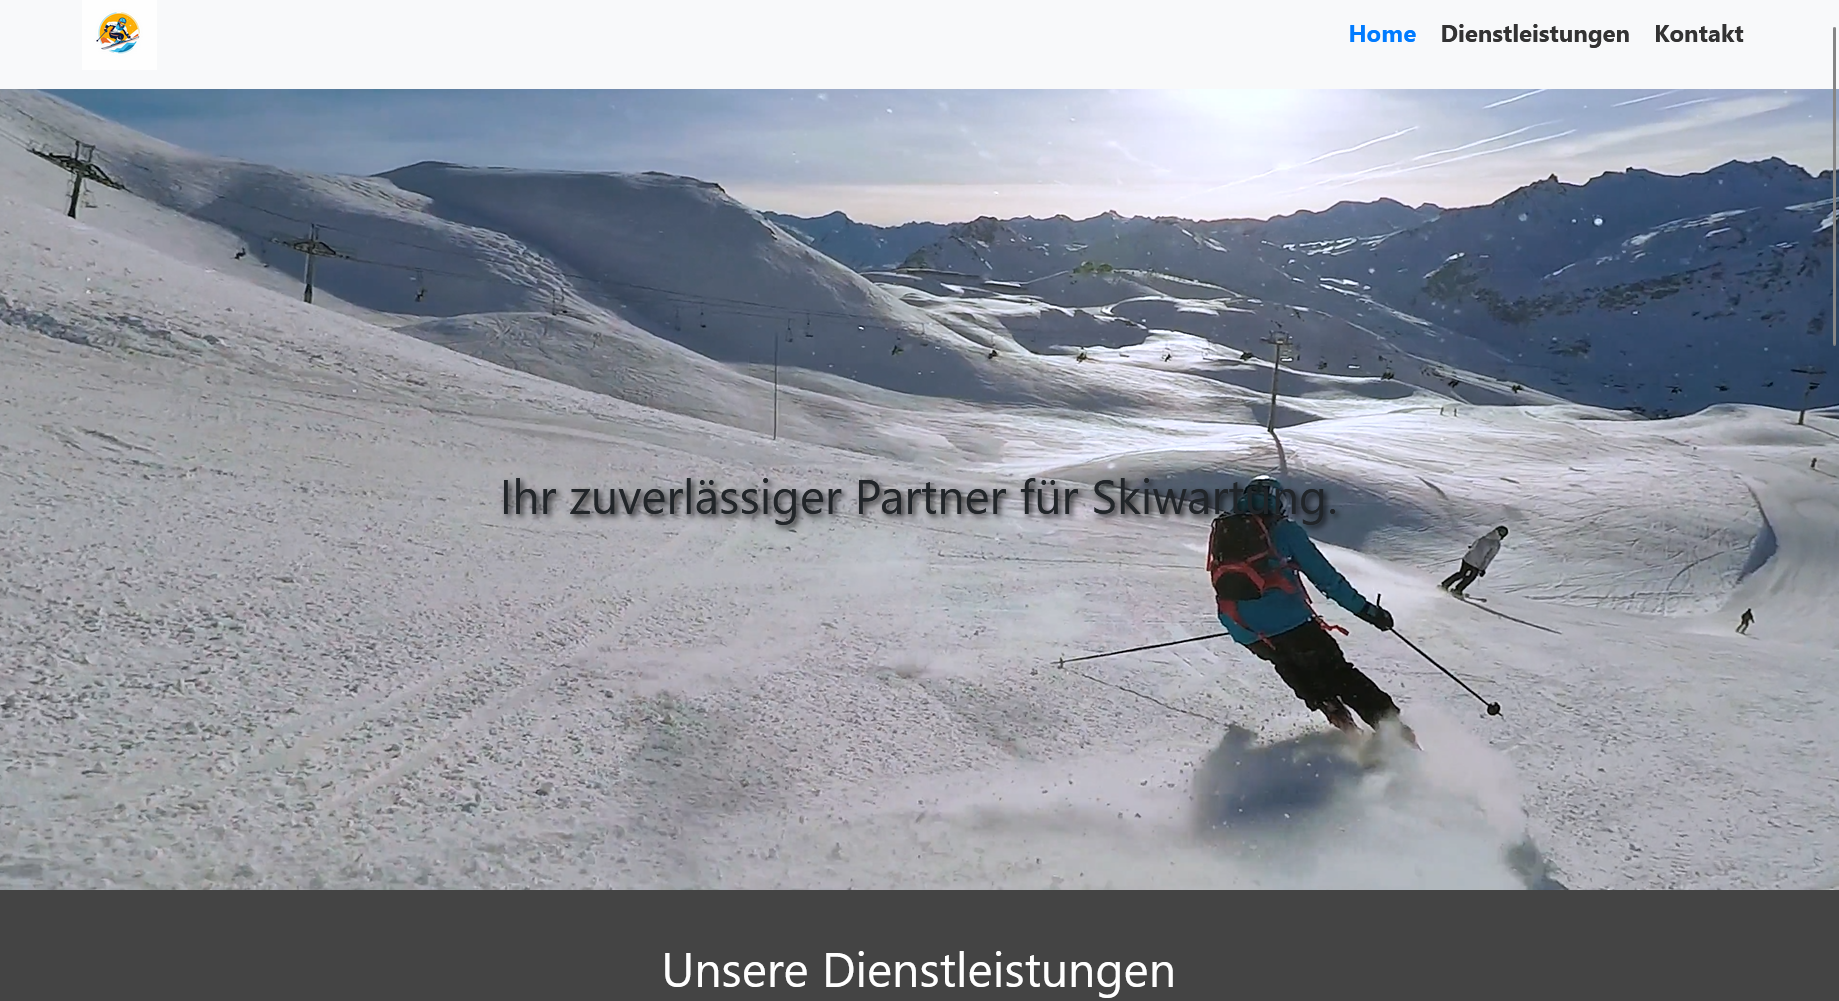 Home Dienstleistungen Kontakt
Ihr zuverlässiger Partner für Skiwartung.
Unsere Dienstleistungen